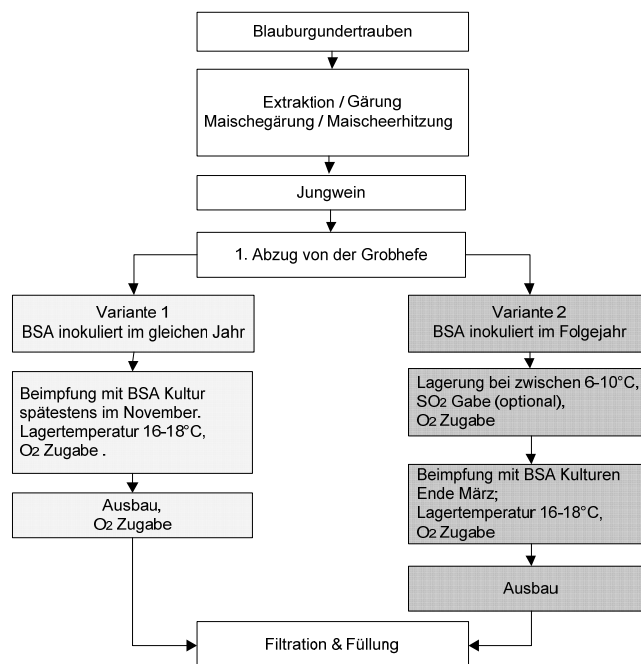 Blauburgundertrauben
Extraktion / Gärung
Maischegärung / Maischeerhitzung
Jungwein
1. Abzug von der Grobhefe
Variante 1
BSA inokuliert im gleichen Jahr
Beimpfung mit BSA Kultur
spätestens im November.
Lagertemperatur 16-18°C,
O2 Zugabe .
Ausbau,
O2 Zugabe
Variante 2
BSA inokuliert im Folgejahr
Lagerung bei zwischen 6-10°C,
SO2 Gabe (optional),
O2 Zugabe
Beimpfung mit BSA Kulturen
Ende März;
Lagertemperatur 16-18°C,
O2 Zugabe
Ausbau
Filtration & Füllung